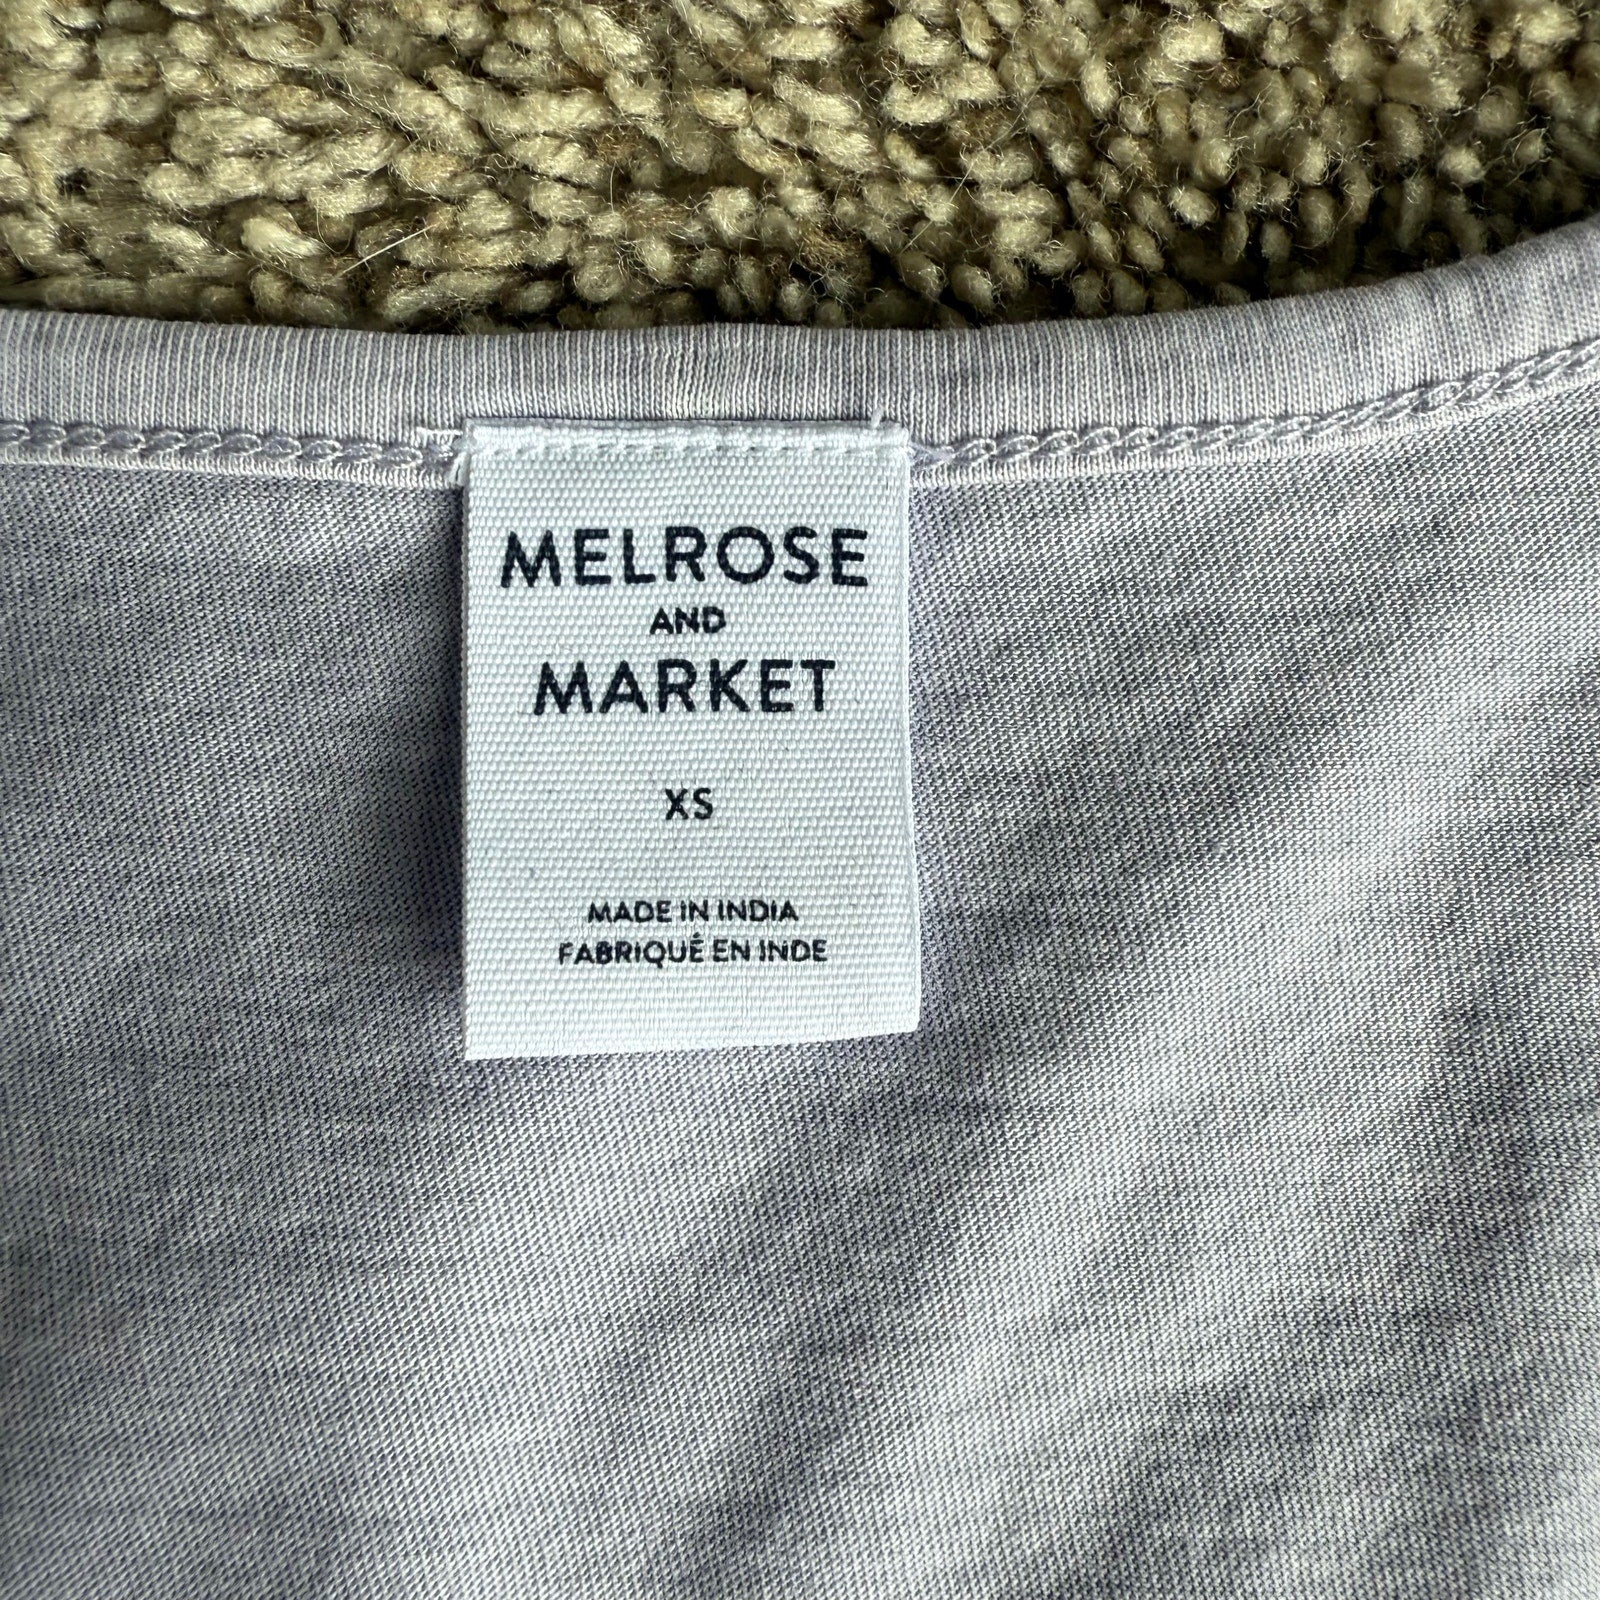 MELROSE
AND
MARKET
XS
MADE IN INDIA
FABRIQUÉ EN INDE